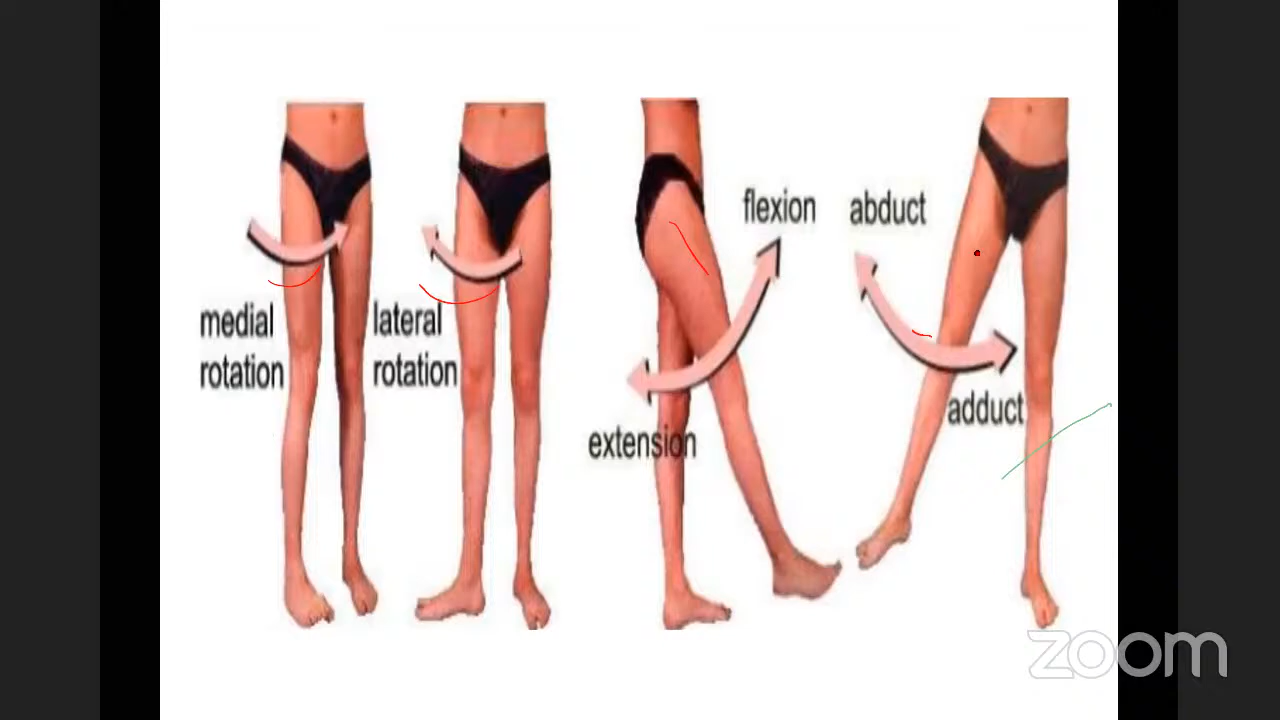 medial
rotation
lateral
rotation
flexion
extension
abduct
adduct
zoom